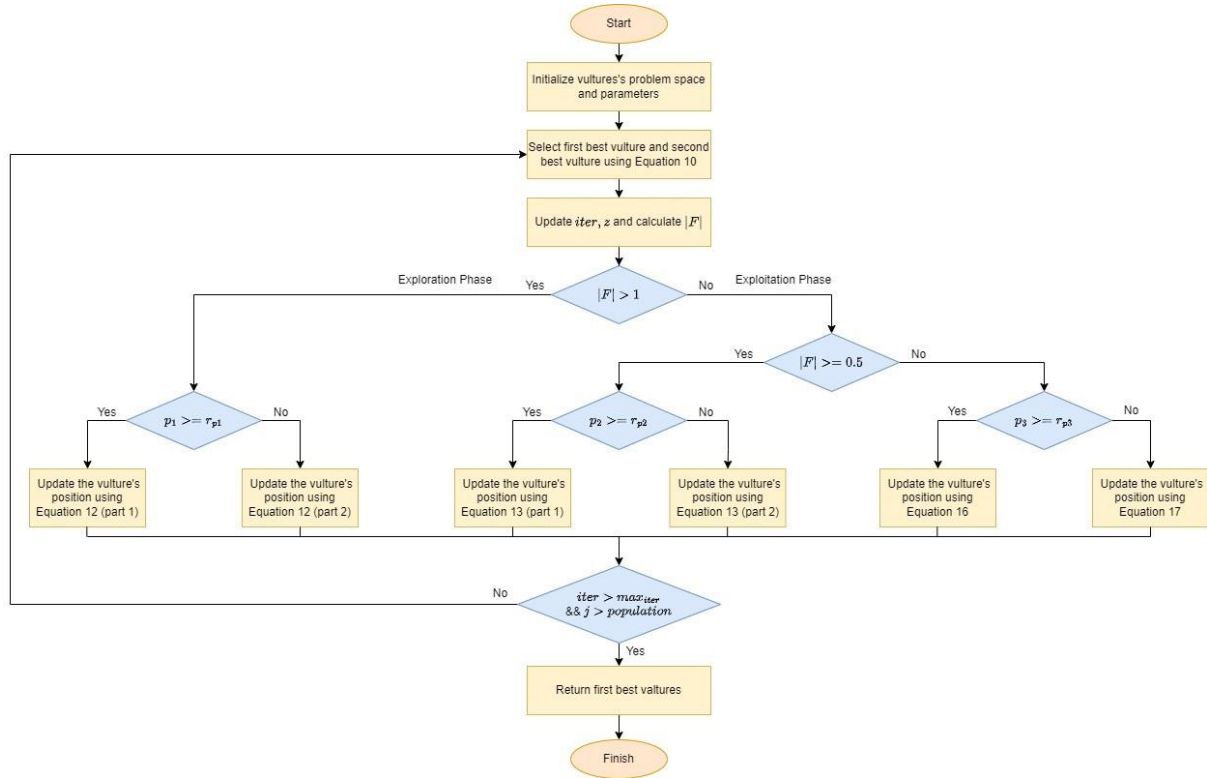 Start
Initialize vultures's problem space
and parameters
Select first best vulture and second
best vulture using Equation 10
Update iter, z and calculate |F|
Exploration Phase
Yes
|F| > 1
No
Exploitation Phase
Yes
|F| >= 0.5
No
Yes
p1 >= rp1
No
Yes
p2 >= rp2
No
Yes
p3 >= rp3
No
Update the vulture's
position using
Equation 12 (part 1)
Update the vulture's
position using
Equation 12 (part 2)
Update the vulture's
position using
Equation 13 (part 1)
Update the vulture's
position using
Equation 13 (part 2)
Update the vulture's
position using
Equation 16
Update the vulture's
position using
Equation 17
No
iter > maxiter
&& j > population
Yes
Return first best valtures
Finish